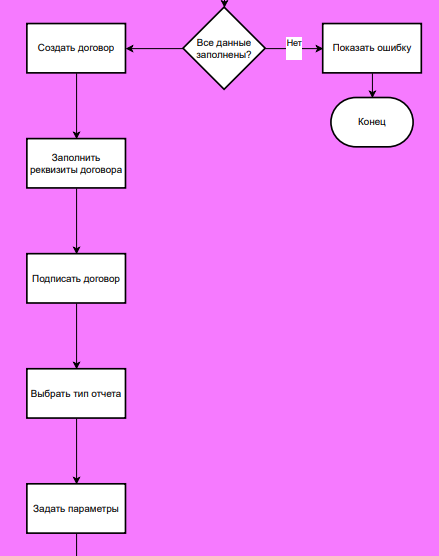 Создать договор
Все данные
заполнены?
Нет
Показать ошибку
Конец
Заполнить
реквизиты договора
Подписать договор
Выбрать тип отчета
Задать параметры